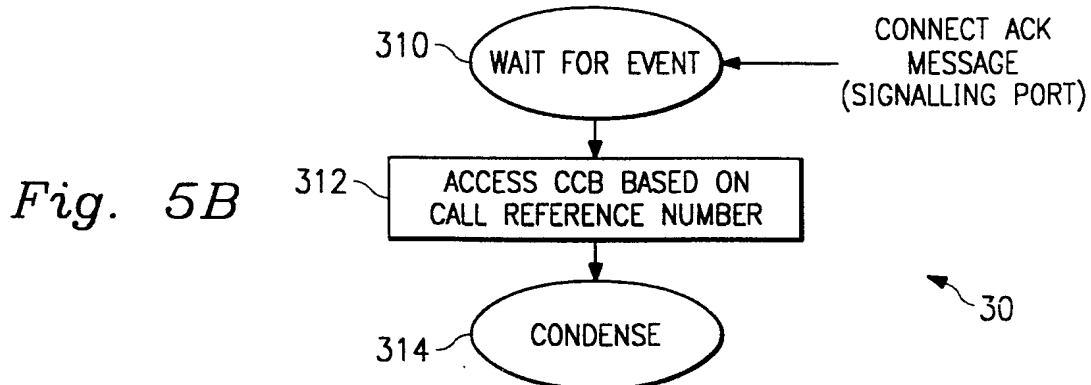 310
WAIT FOR EVENT
CONNECT ACK
MESSAGE
(SIGNALLING PORT)
Fig. 5B
312
ACCESS CCB BASED ON
CALL REFERENCE NUMBER
30
314
CONDENSE